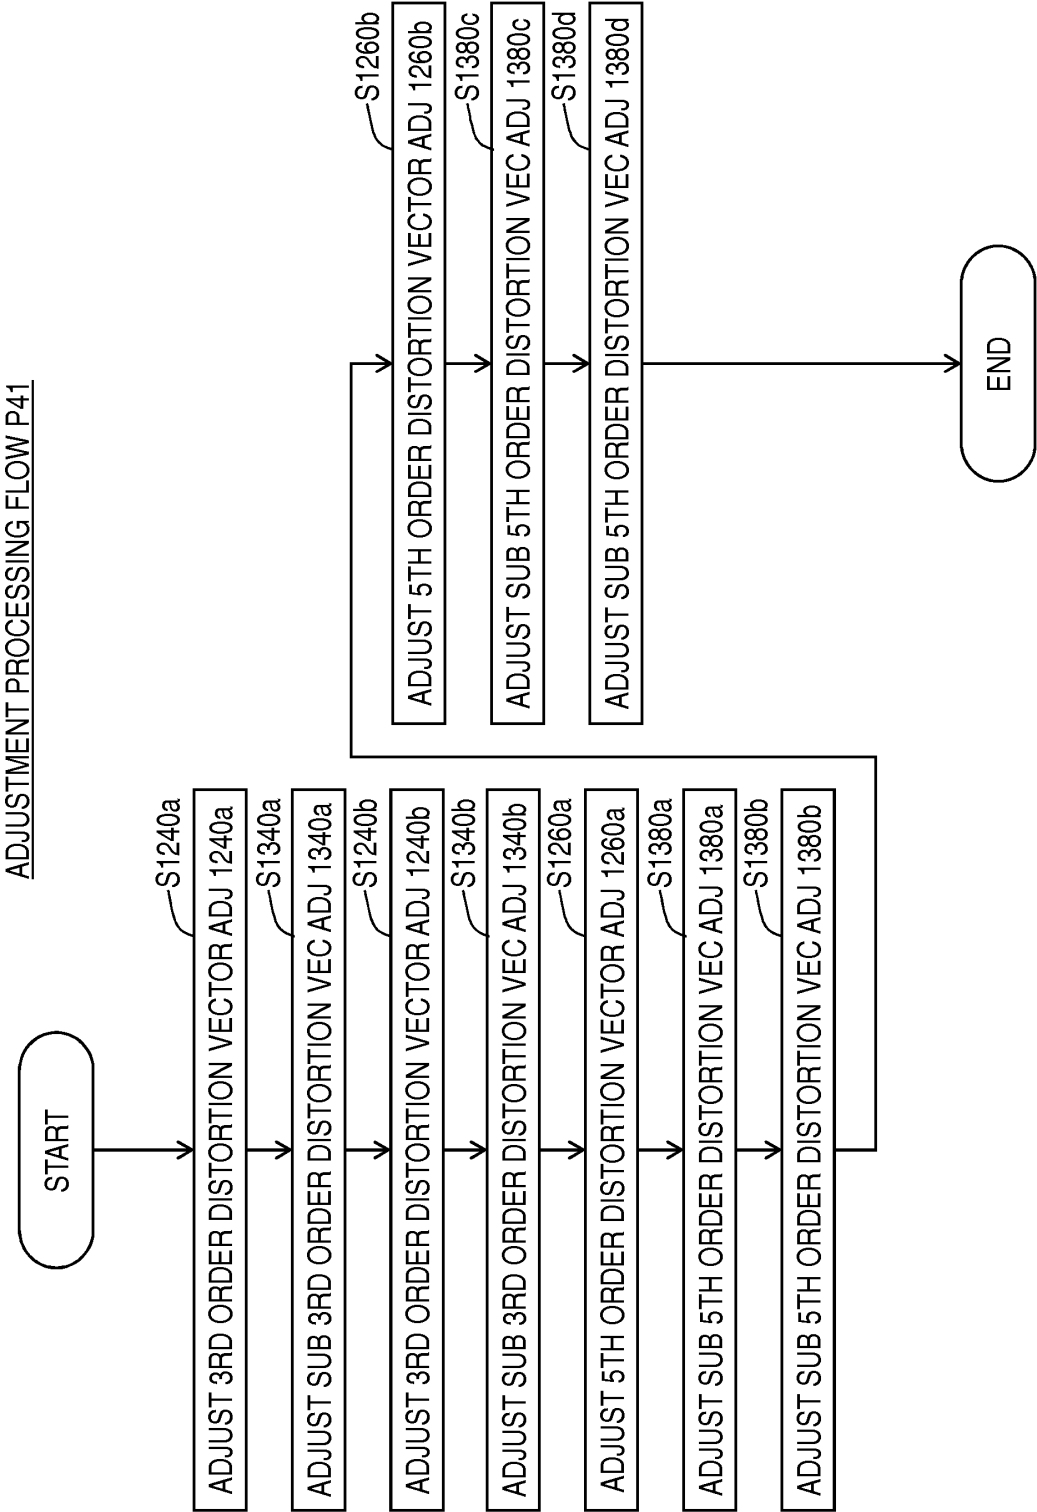 ADJUSTMENT PROCESSING FLOW P41
START
S1240a
ADJUST 3RD ORDER DISTORTION VECTOR ADJ 1240a
S1340a
ADJUST SUB 3RD ORDER DISTORTION VEC ADJ 1340a
S1240b
ADJUST 3RD ORDER DISTORTION VECTOR ADJ 1240b
S1340b
ADJUST SUB 3RD ORDER DISTORTION VEC ADJ 1340b
S1260a
ADJUST 5TH ORDER DISTORTION VECTOR ADJ 1260a
S1380a
ADJUST SUB 5TH ORDER DISTORTION VEC ADJ 1380a
S1380b
ADJUST SUB 5TH ORDER DISTORTION VEC ADJ 1380b
S1260b
ADJUST 5TH ORDER DISTORTION VECTOR ADJ 1260b
S1380c
ADJUST SUB 5TH ORDER DISTORTION VEC ADJ 1380c
S1380d
ADJUST SUB 5TH ORDER DISTORTION VEC ADJ 1380d
END